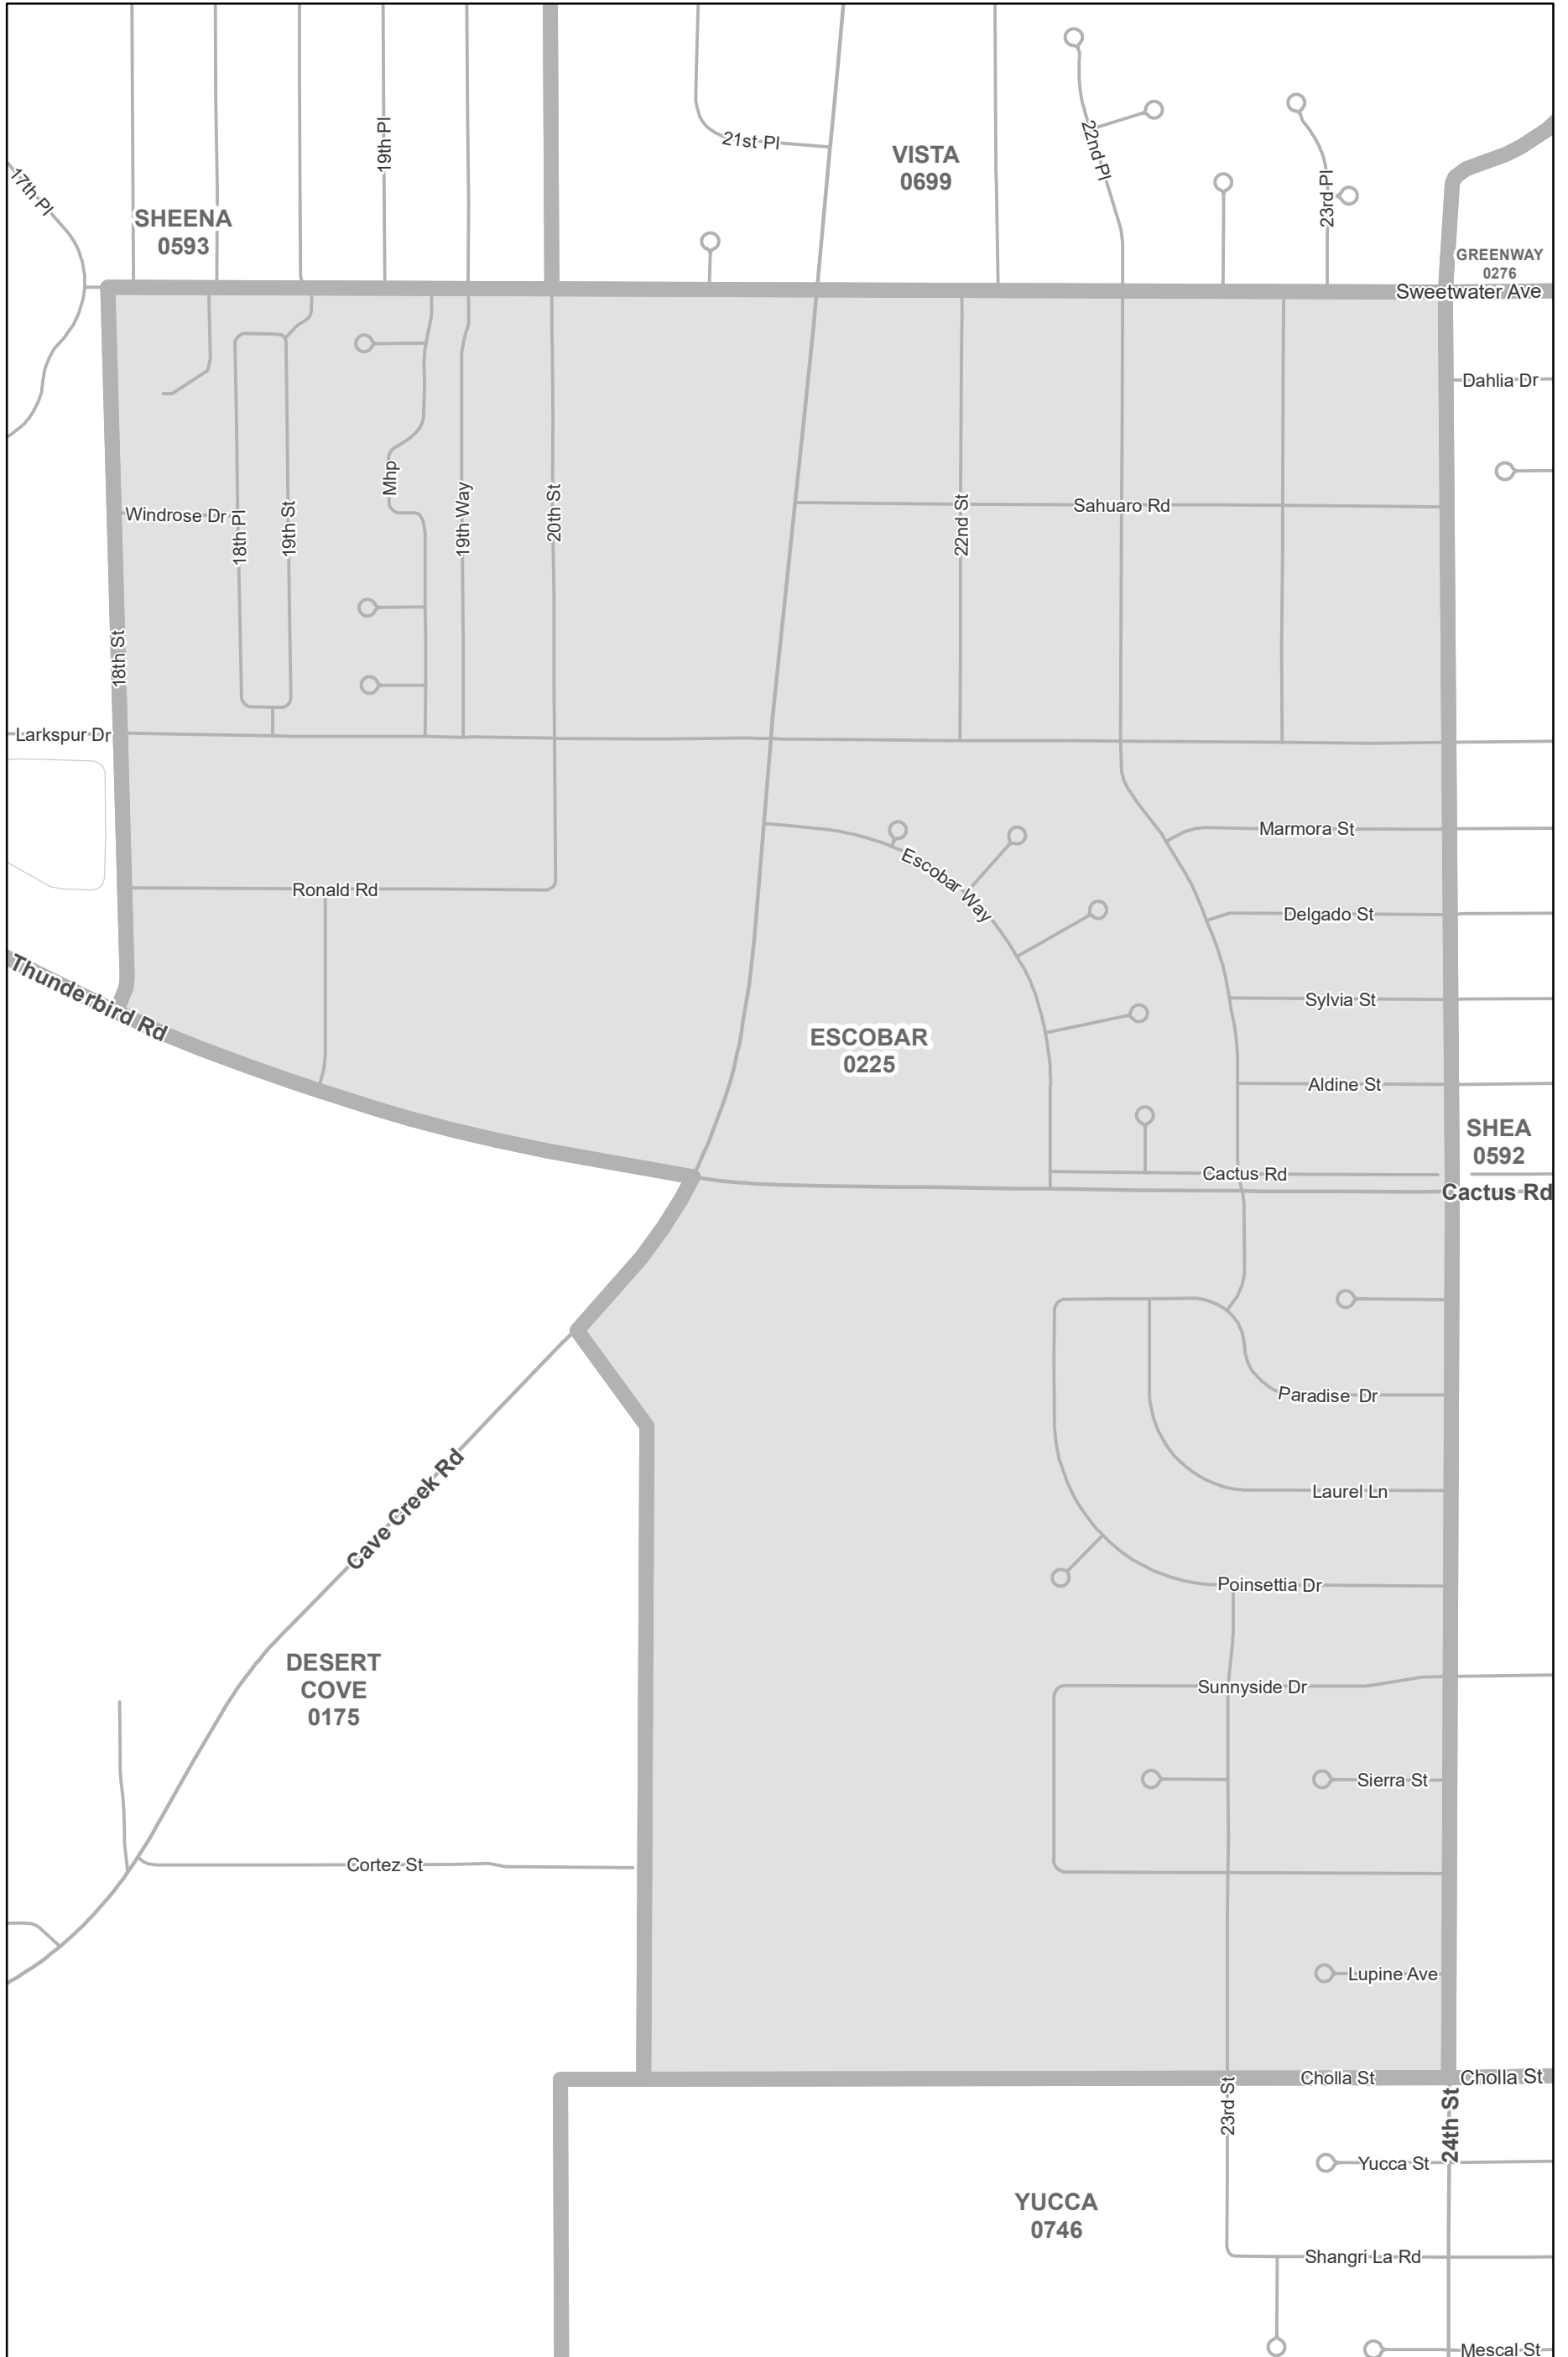 19th Pl
21st Pl
VISTA
0699
22nd Pl
17th Pl
SHEENA
0593
23rd Pl
GREENWAY
0276
Sweetwater Ave
Dahlia Dr
Mhp
Windrose Dr
18th Pl
19th St
19th Way
20th St
22nd St
Sahuaro Rd
18th St
Larkspur Dr
Marmora St
Escobar Way
Ronald Rd
Delgado St
Thunderbird Rd
Sylvia St
ESCOBAR
0225
Aldine St
SHEA
0592
Cactus Rd
Cactus Rd
Paradise Dr
Cave Creek Rd
Laurel Ln
Poinsettia Dr
DESERT
COVE
0175
Sunnyside Dr
Sierra St
Cortez St
Lupine Ave
Cholla St
Cholla St
23rd St
24th St
Yucca St
YUCCA
0746
Shangri La Rd
Mescal St